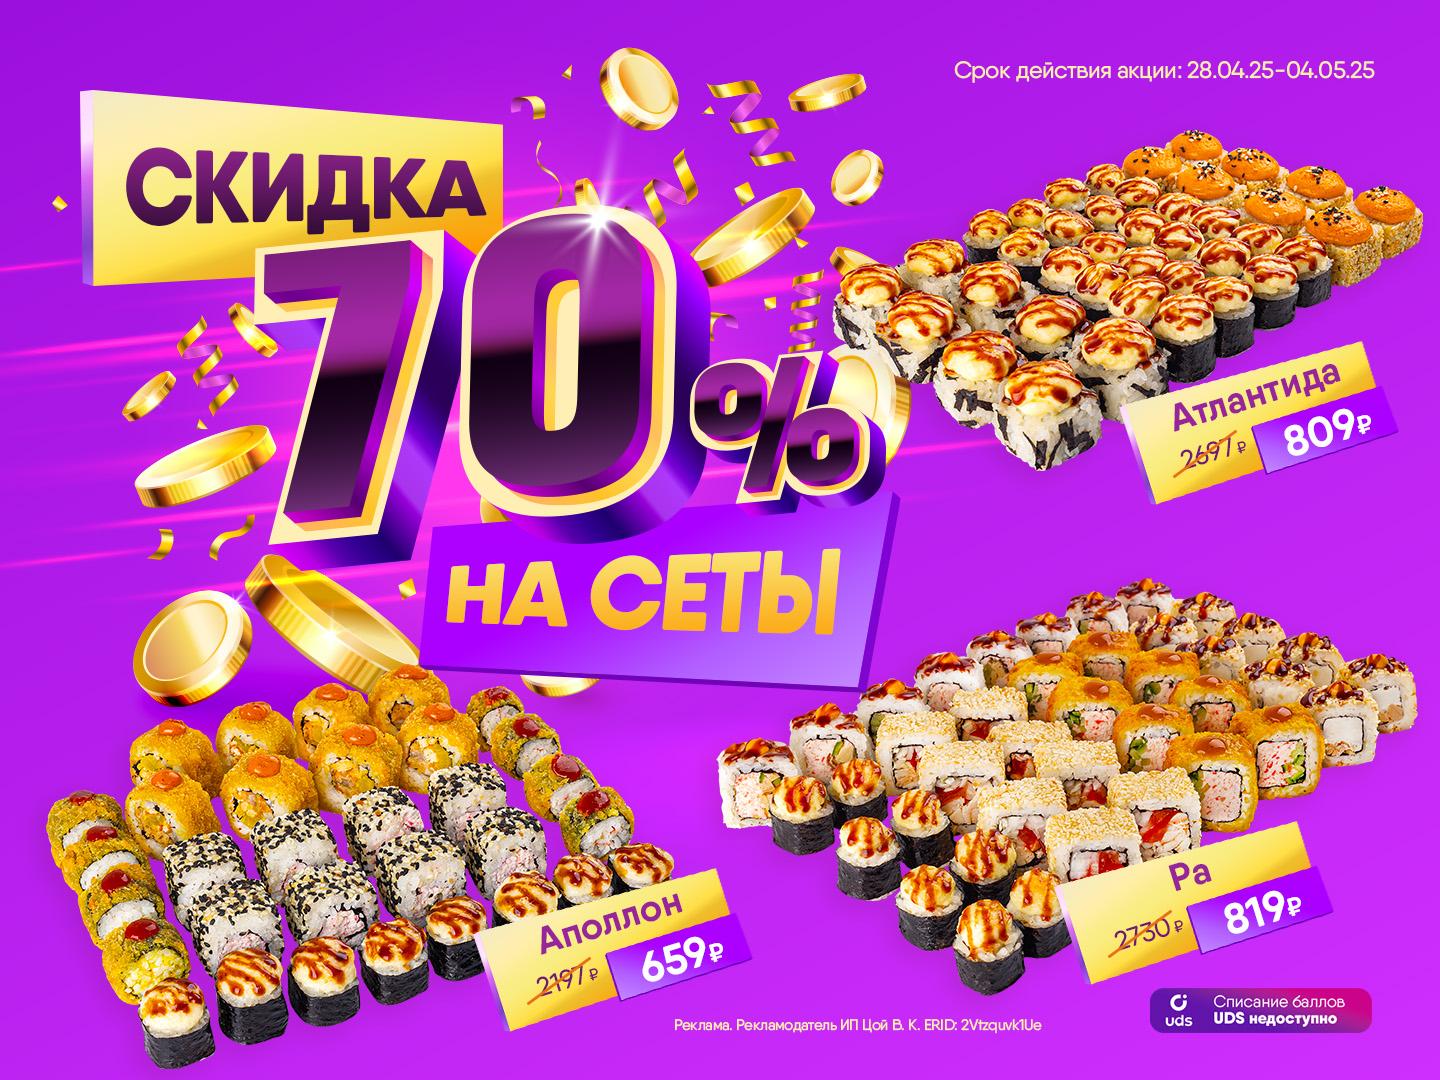 Срок действия акции: 28.04.25-04.05.25
СКИДКА
70%
НА СЕТЫ
Атлантида
2697 ₽
809₽
Аполлон
2197 ₽
659₽
Ра
2730 ₽
819₽
Реклама. Рекламодатель ИП Цой В. К. ERID: 2Vtzquvk1Ue
uds
Списание баллов
UDS недоступно